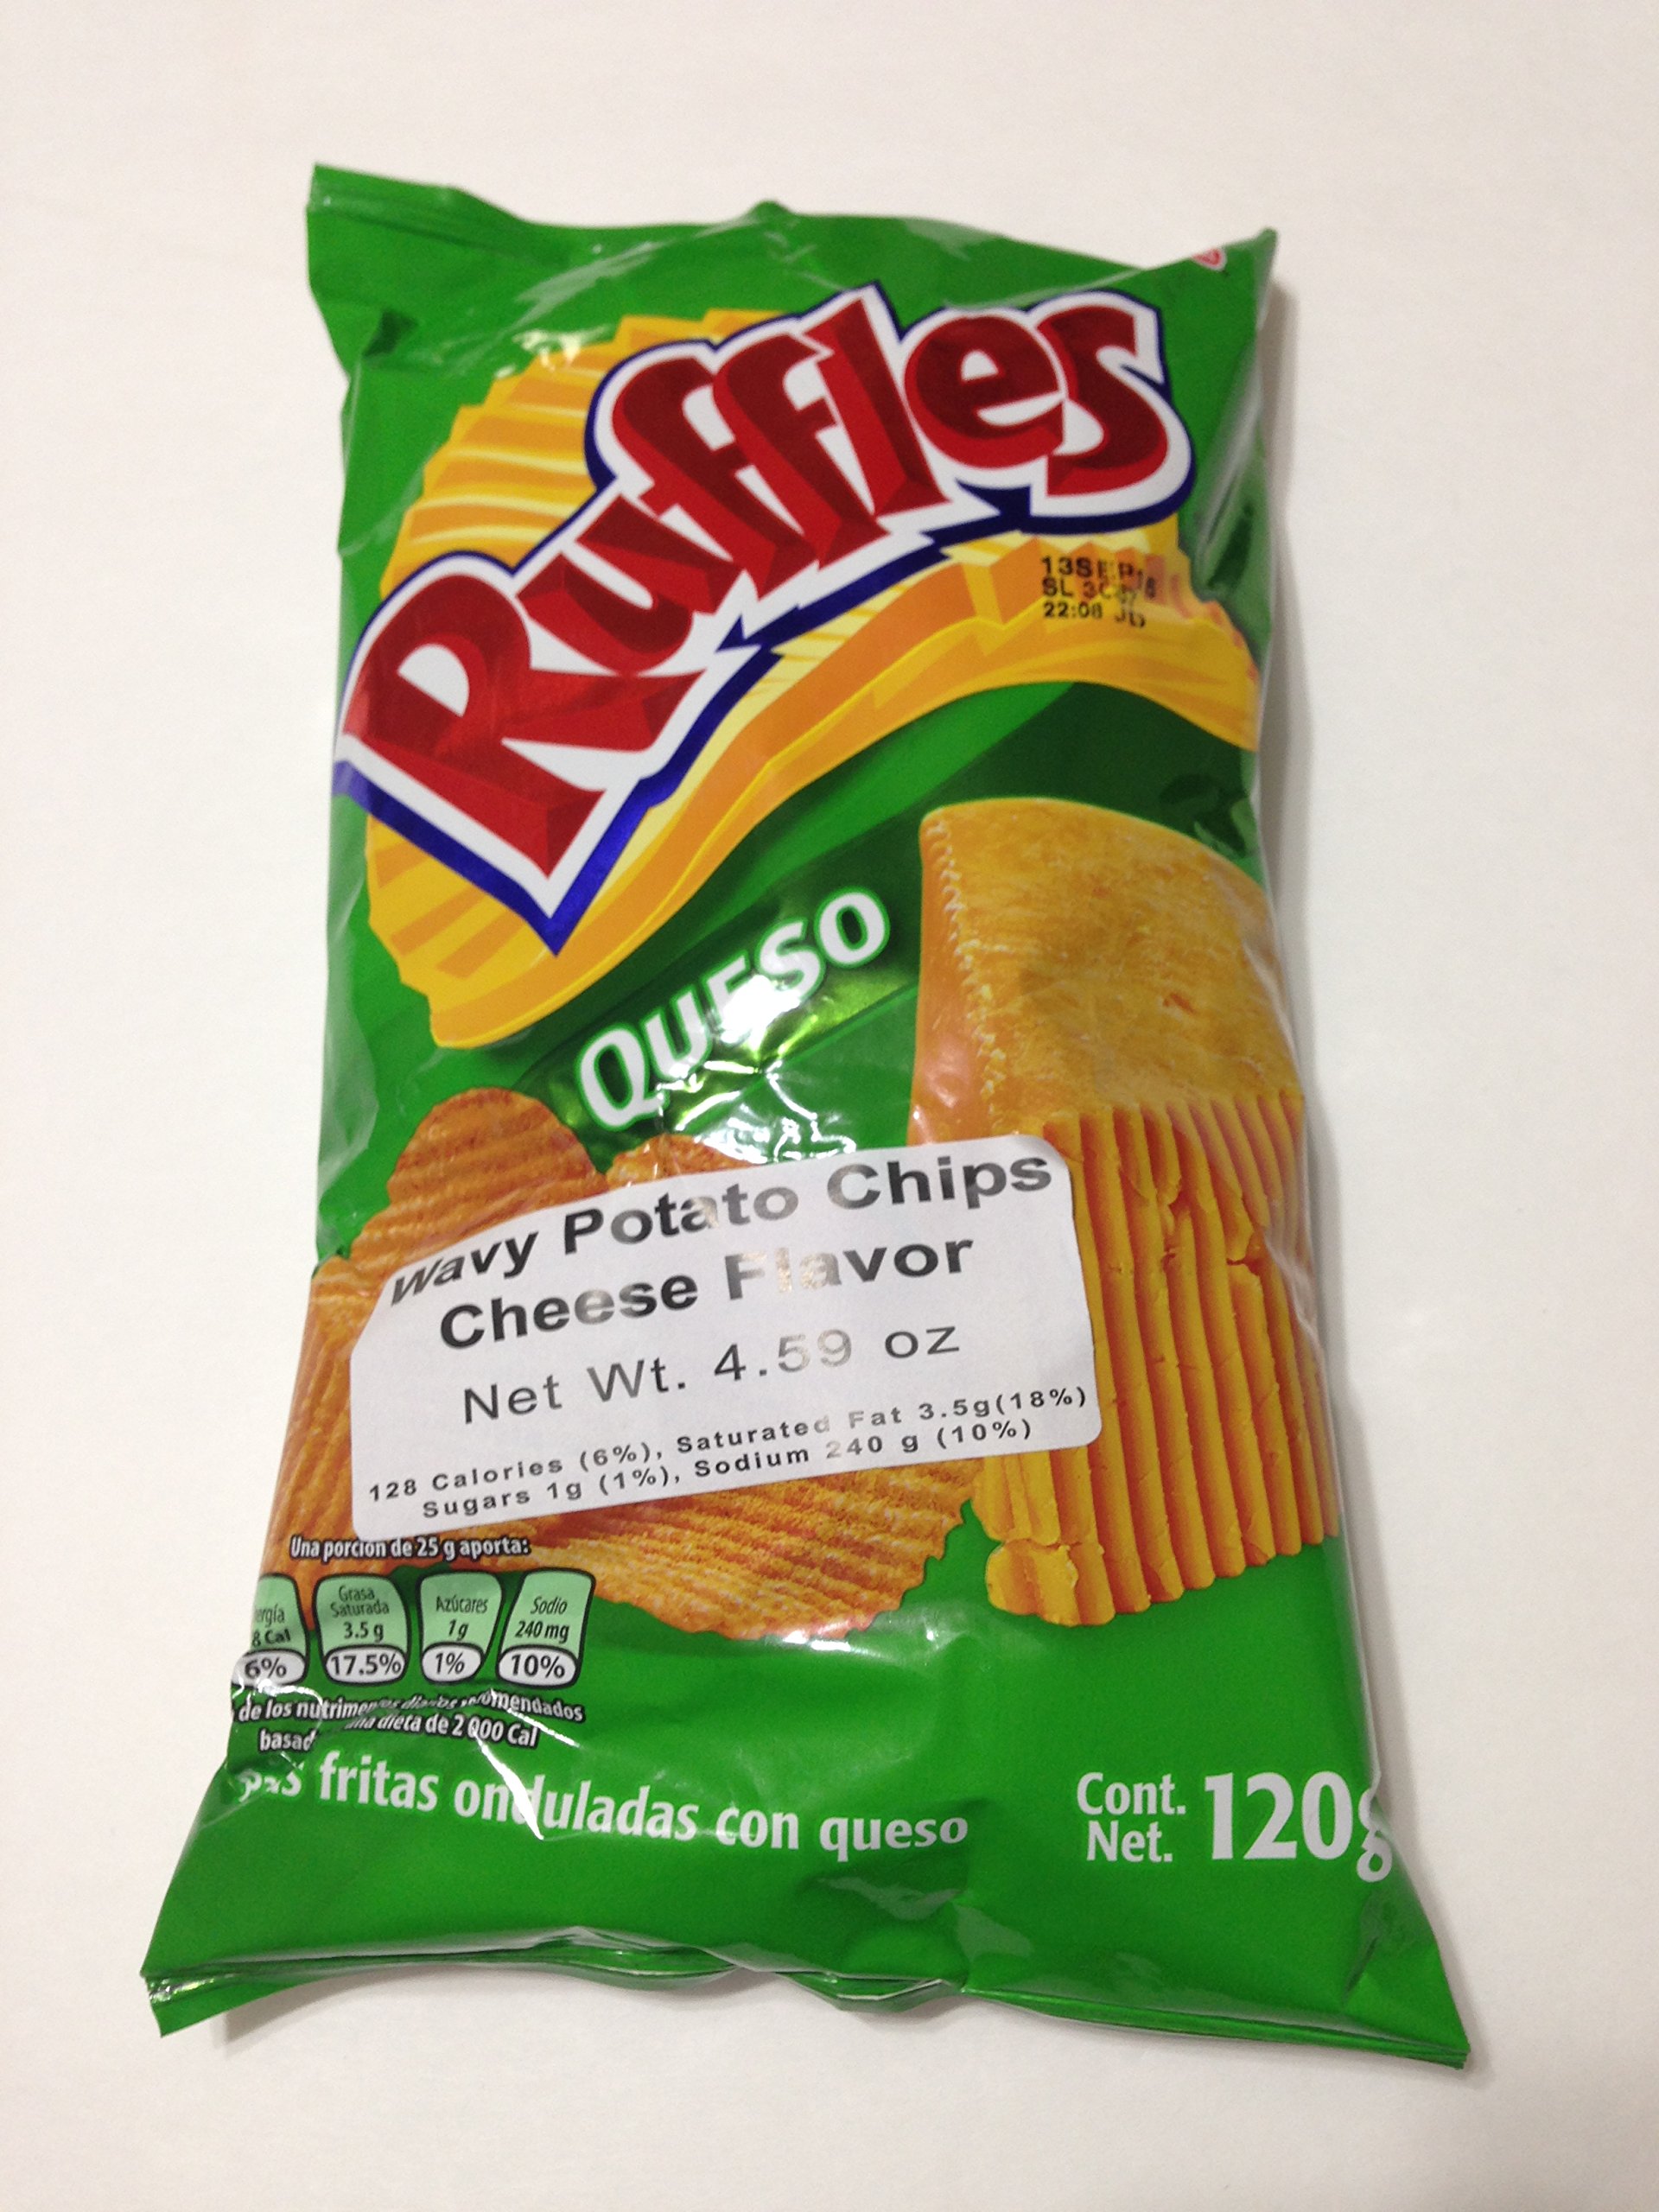 Ruffles
13SEP16
22:08
QUESO
Wavy Potato Chips
Cheese Flavor
Net Wt. 4.59 oz
128 Calories (6%), Saturated Fat 3.5g(18%)
Sugars 1g (1%), Sodium 240 g (10%)
Una porción de 25 g aporta:
Grasa Saturada Azúcares Sodio
8 Cal 3.5 g 1g 240 mg
6% 17.5% 1% 10%
de los
dieta de 2 000 Cal
fritas onduladas con queso
Cont. Net. 120g